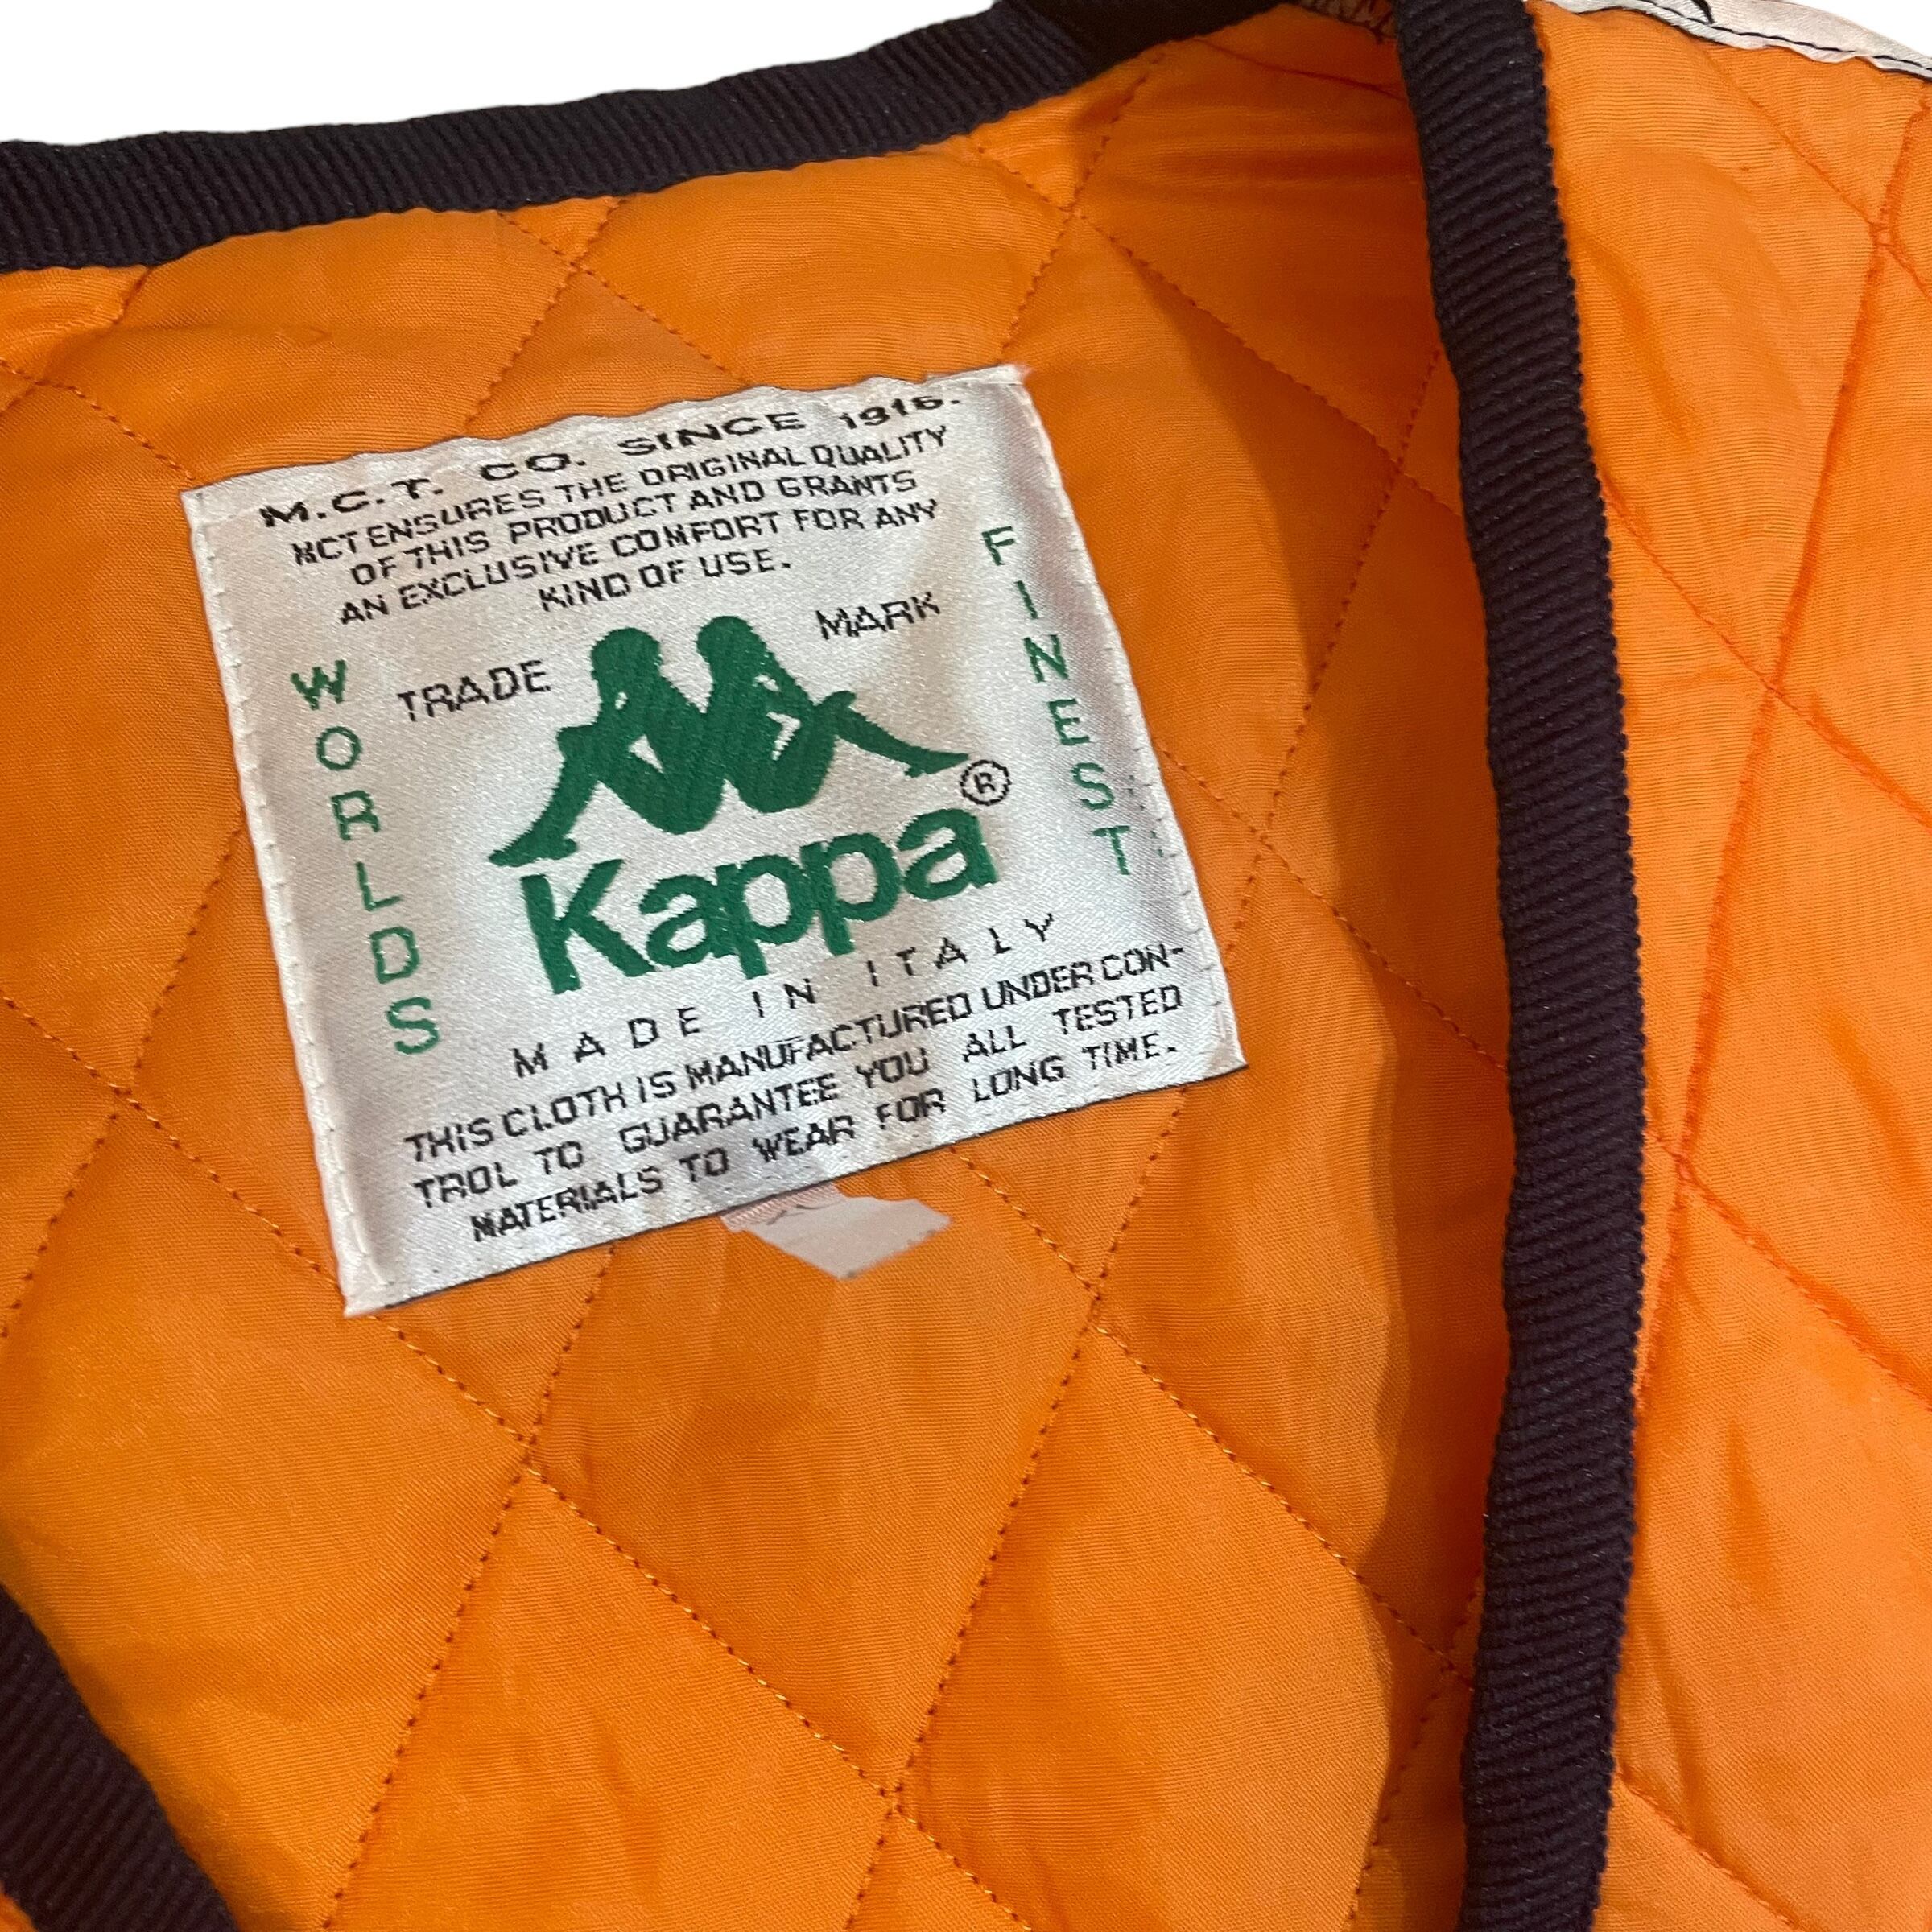 M.C.T. CO. SINCE 1916.
MCT ENSURES THE ORIGINAL QUALITY
OF THIS PRODUCT AND GRANTS
AN EXCLUSIVE COMFORT FOR ANY
KIND OF USE.
TRADE MARK
WORLDS
FINEST
®
Kappa
MADE IN ITALY
THIS CLOTH IS MANUFACTURED UNDER CON-
TROL TO GUARANTEE YOU ALL TESTED
MATERIALS TO WEAR FOR LONG TIME.